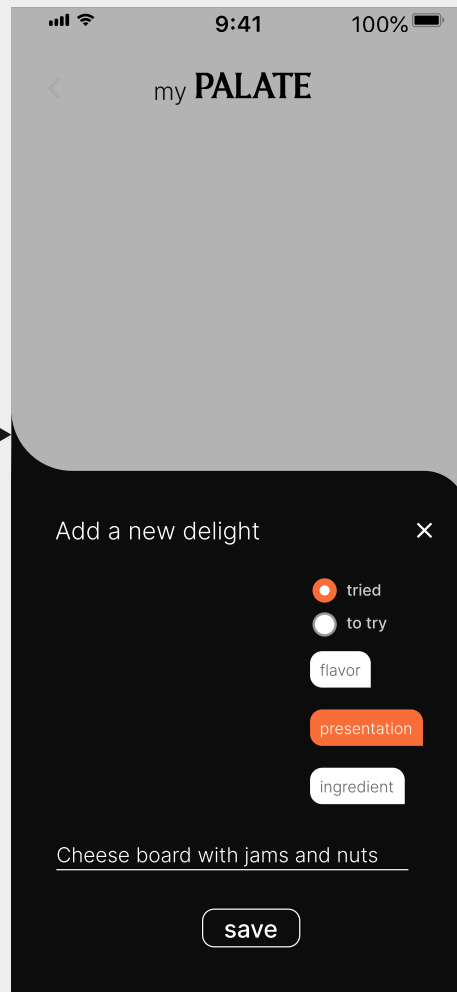 9:41 100%
my PALATE
Add a new delight
tried
to try
flavor
presentation
ingredient
Cheese board with jams and nuts
save